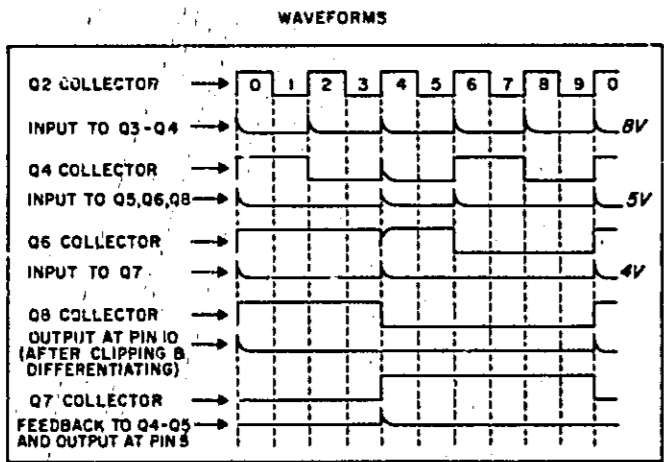 WAVEFORMS
Q2 COLLECTOR
0 1 2 3 4 5 6 7 8 9 0
INPUT TO Q3-Q4
8V
Q4 COLLECTOR
INPUT TO Q5,Q6,Q8
5V
Q6 COLLECTOR
INPUT TO Q7
4V
Q8 COLLECTOR
OUTPUT AT PIN 10
(AFTER CLIPPING &
DIFFERENTIATING)
Q7 COLLECTOR
FEEDBACK TO Q4-Q5
AND OUTPUT AT PIN 5